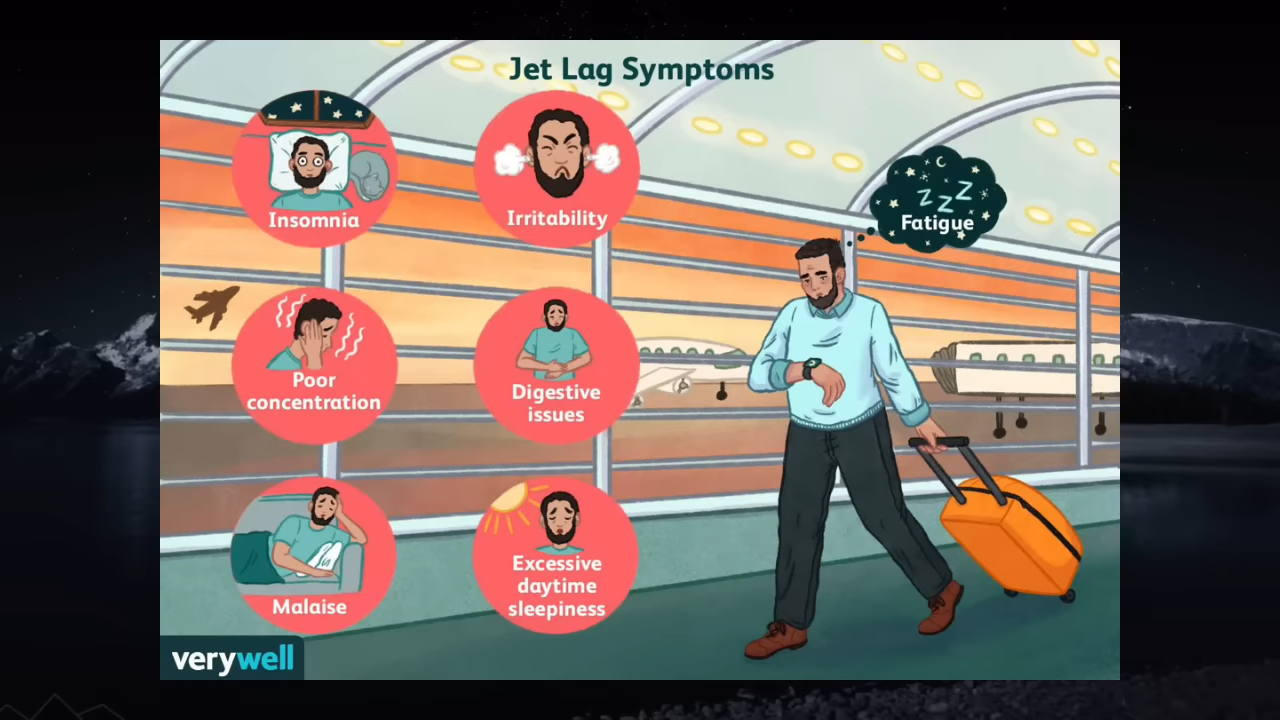 Jet Lag Symptoms
Insomnia
Irritability
z z z
Fatigue
Poor
concentration
Digestive
issues
Malaise
Excessive
daytime
sleepiness
verywell